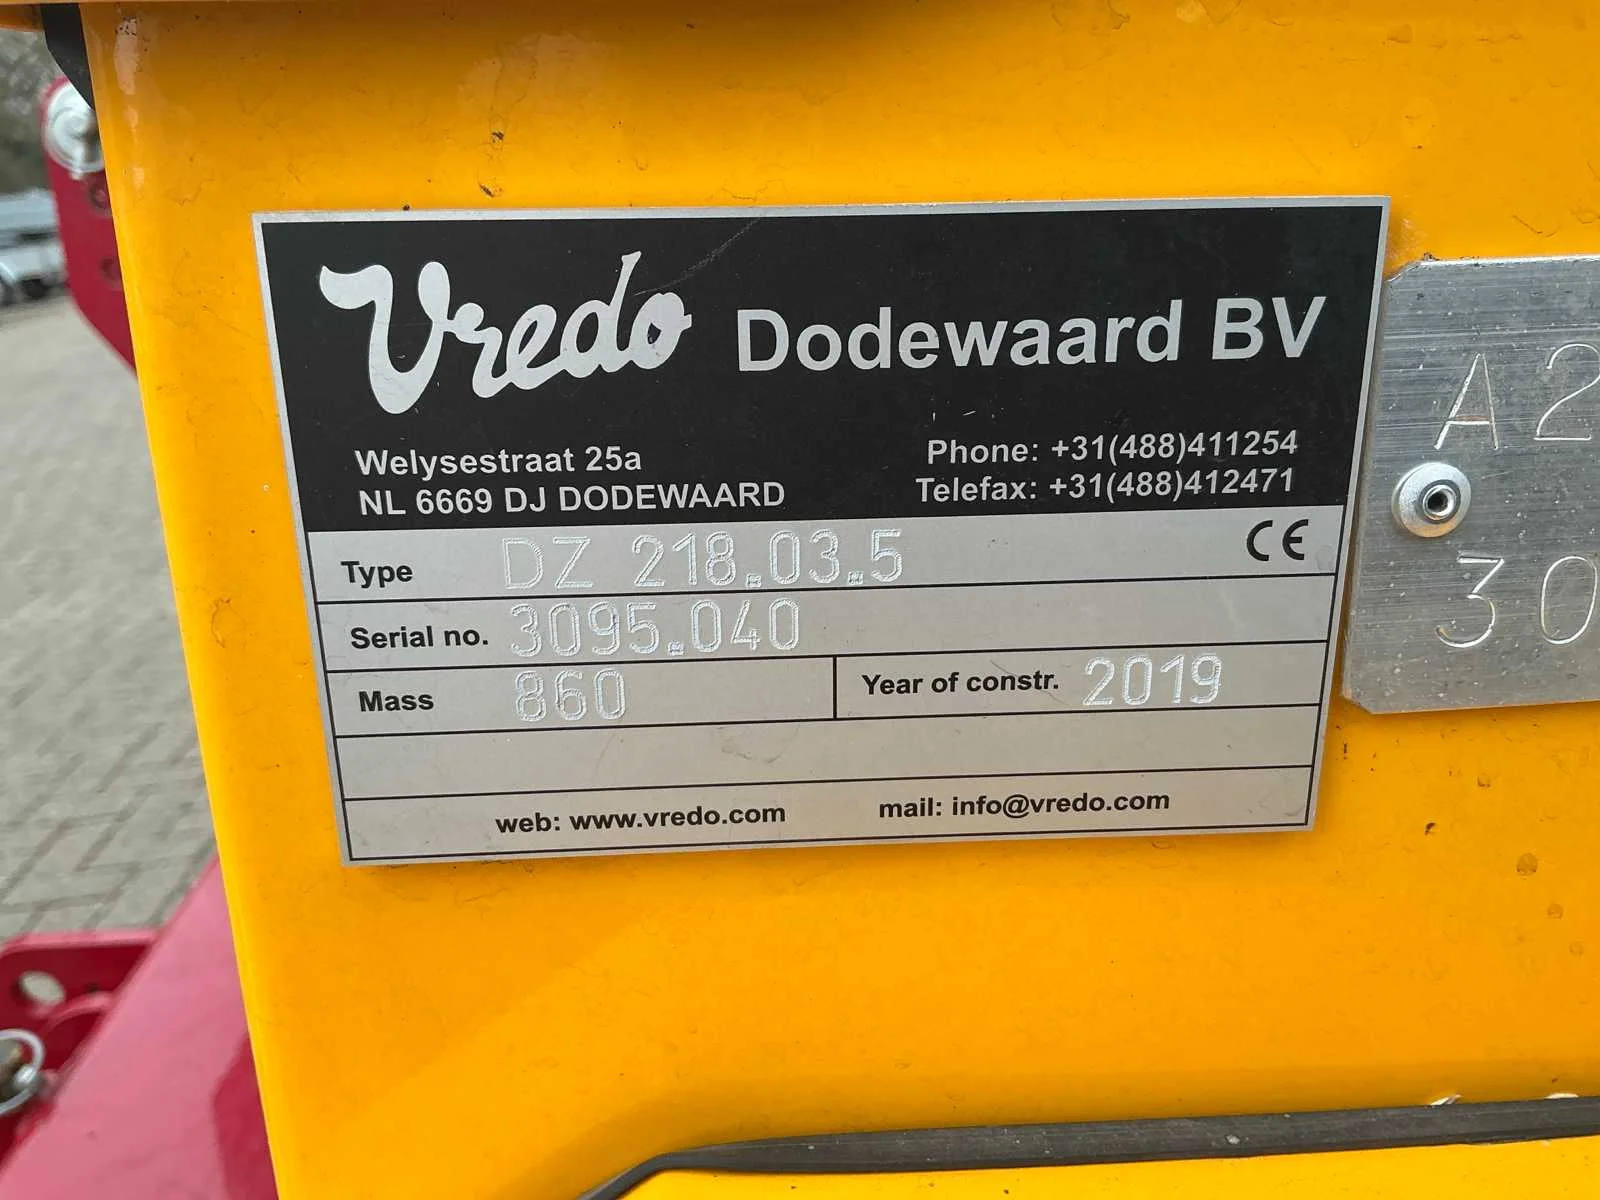 Vredo Dodewaard BV
Welysestraat 25a
NL 6669 DJ DODEWAARD
Phone: +31(488)411254
Telefax: +31(488)412471
Type DZ 218.03.5 CE
Serial no. 3095.040
Mass 860 Year of constr. 2019
web: www.vredo.com mail: info@vredo.com
A2
30